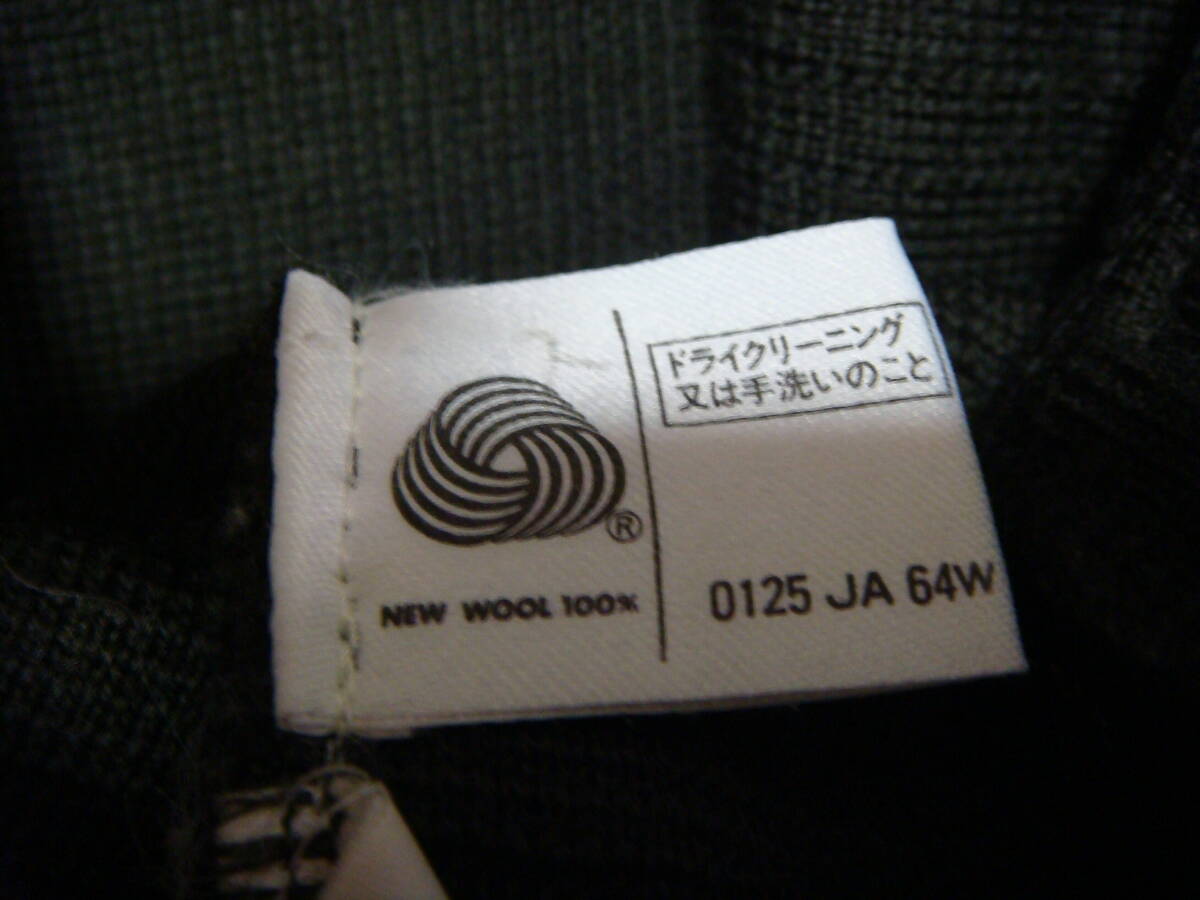 ®
NEW WOOL 100%
ドライクリーニング
又は手洗いのこと
0125 JA 64W